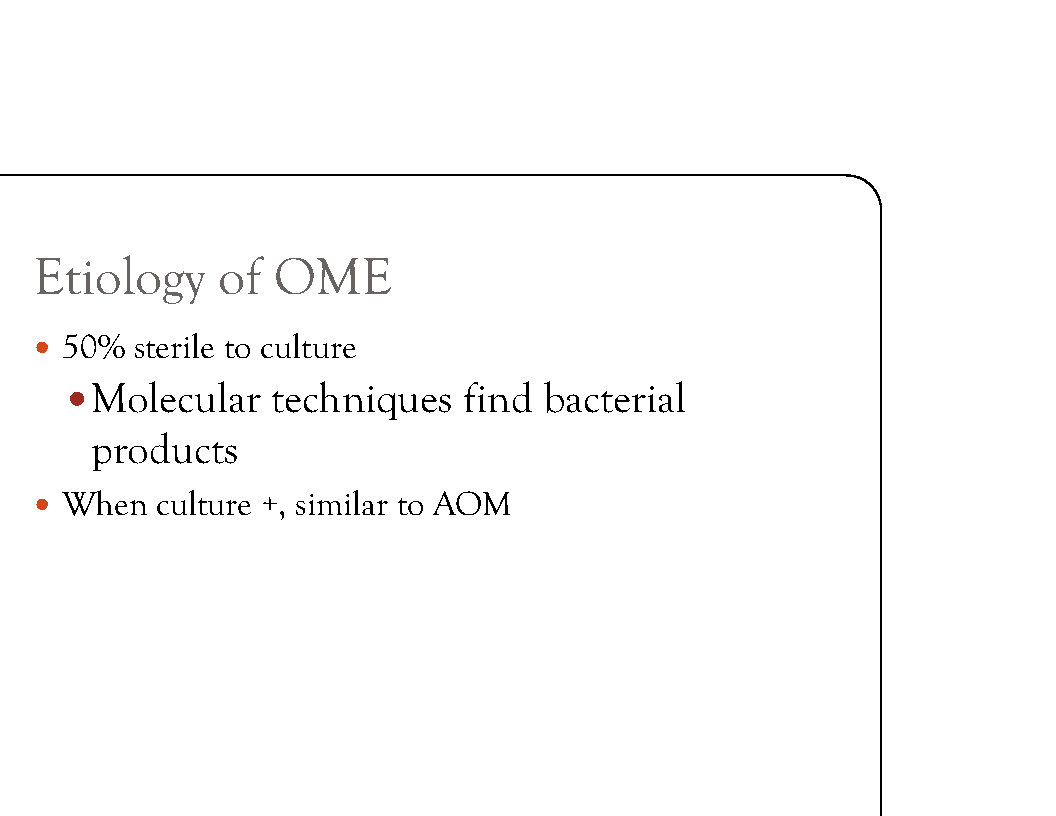 Etiology of OME
• 50% sterile to culture
• Molecular techniques find bacterial
products
• When culture +, similar to AOM